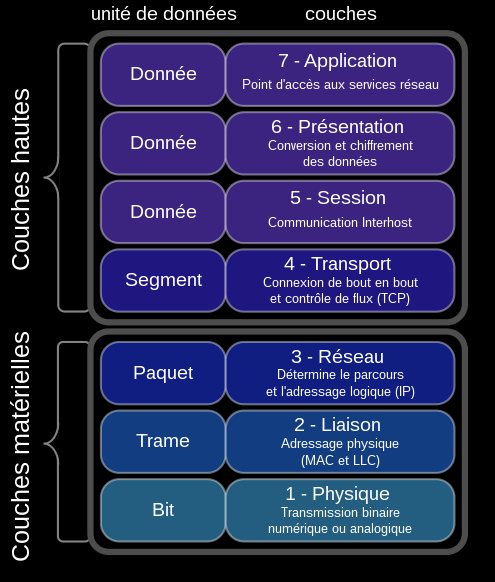 unité de données couches
Couches hautes
Donnée
7 - Application
Point d'accès aux services réseau
Donnée
6 - Présentation
Conversion et chiffrement
des données
Donnée
5 - Session
Communication Interhost
Segment
4 - Transport
Connexion de bout en bout
et contrôle de flux (TCP)
Couches matérielles
Paquet
3 - Réseau
Détermine le parcours
et l'adressage logique (IP)
Trame
2 - Liaison
Adressage physique
(MAC et LLC)
Bit
1 - Physique
Transmission binaire
numérique ou analogique